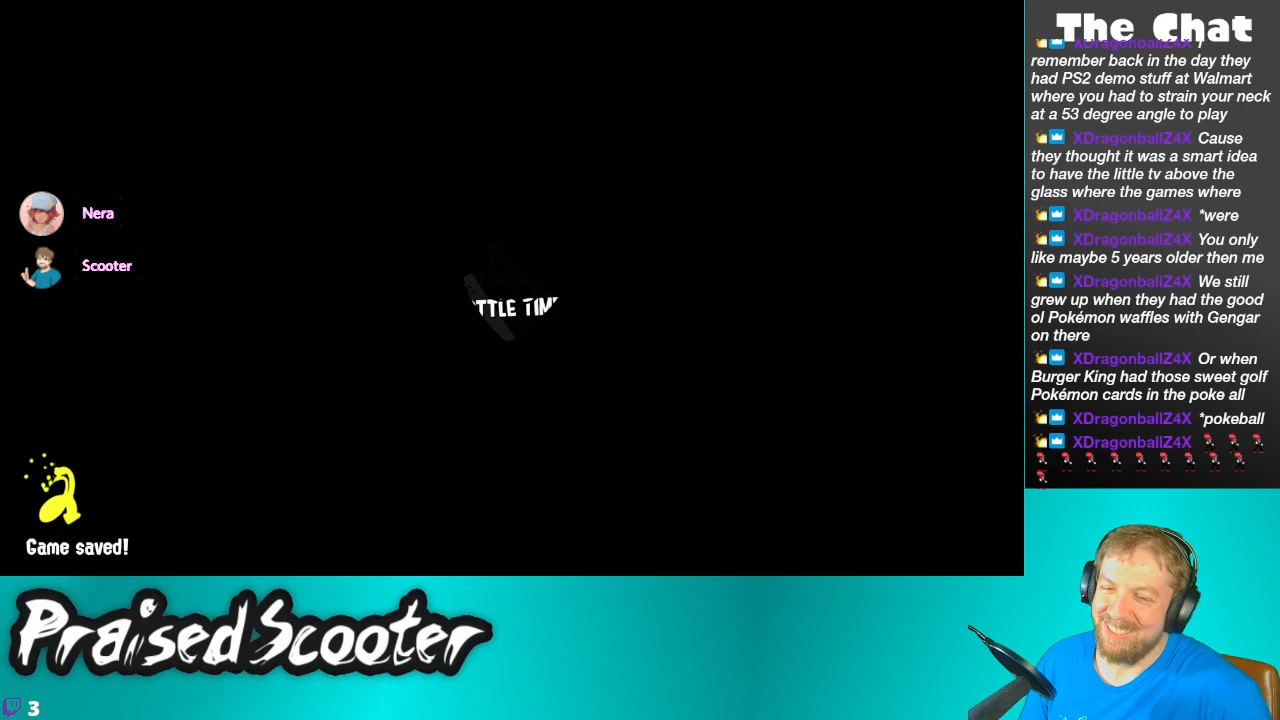 The Chat
XDragonballZ4X I
remember back in the day they
had PS2 demo stuff at Walmart
where you had to strain your neck
at a 53 degree angle to play
XDragonballZ4X Cause
they thought it was a smart idea
to have the little tv above the
glass where the games where
XDragonballZ4X *were
XDragonballZ4X You only
like maybe 5 years older then me
XDragonballZ4X We still
grew up when they had the good
ol Pokémon waffles with Gengar
on there
XDragonballZ4X Or when
Burger King had those sweet golf
Pokémon cards in the poke all
XDragonballZ4X *pokeball
XDragonballZ4X
Nera
Scooter
TTLE TIM
Game saved!
PraisedScooter
3